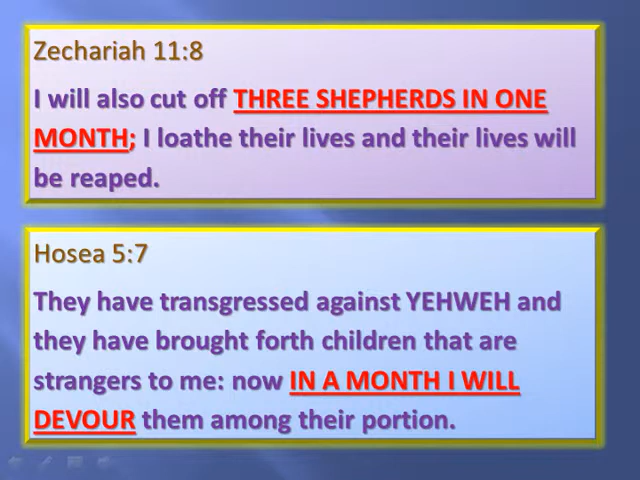 Zechariah 11:8
I will also cut off THREE SHEPHERDS IN ONE
MONTH; I loathe their lives and their lives will
be reaped.
Hosea 5:7
They have transgressed against YEHWEH and
they have brought forth children that are
strangers to me: now IN A MONTH I WILL
DEVOUR them among their portion.